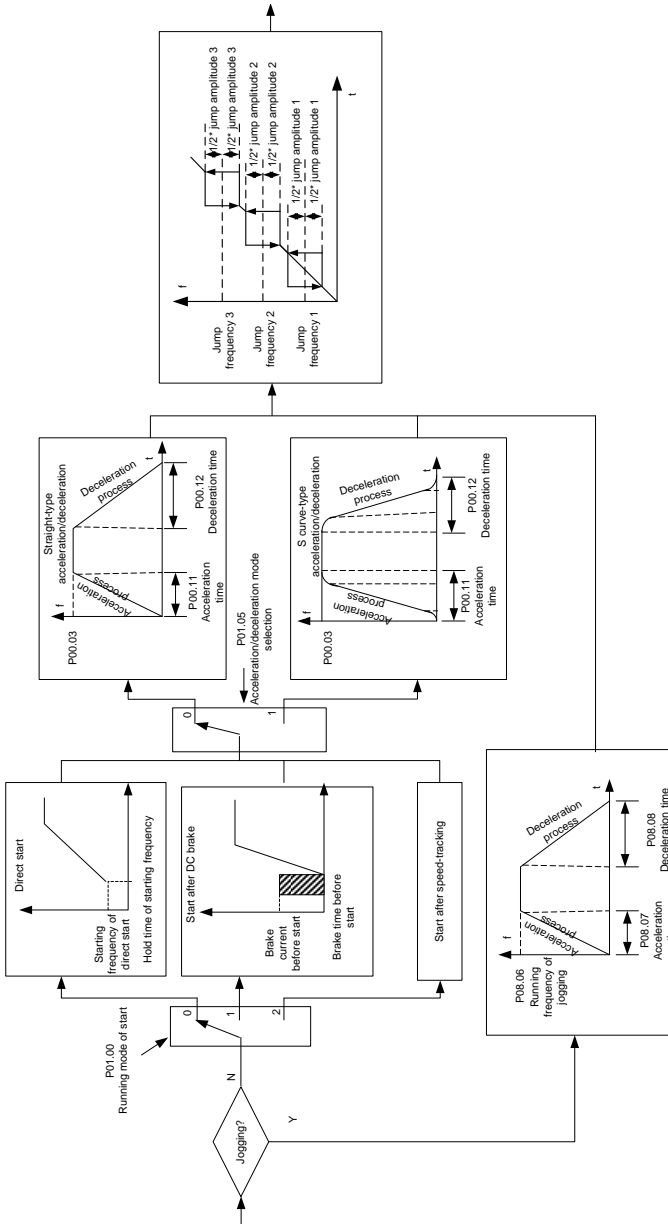 Jogging?
N
Y
P01.00
Running mode of start
0
1
2
Direct start
Starting
frequency of
direct start
Hold time of starting frequency
Start after DC brake
Brake
current
before start
Brake time before
start
Start after speed-tracking
0
1
P01.05
Acceleration/deceleration mode
selection
Straight-type
acceleration/deceleration
f
P00.03
Acceleration
process
Deceleration
process
t
P00.11
Acceleration
time
P00.12
Deceleration time
S curve-type
acceleration/deceleration
f
P00.03
Acceleration
process
Deceleration
process
t
P00.11
Acceleration
time
P00.12
Deceleration time
f
P08.06
Running
frequency of
jogging
Acceleration
process
Deceleration
process
t
P08.07
Acceleration
P08.08
Deceleration time
f
Jump
frequency 3
Jump
frequency 2
Jump
frequency 1
1/2* jump amplitude 3
1/2* jump amplitude 3
1/2* jump amplitude 2
1/2* jump amplitude 2
1/2* jump amplitude 1
1/2* jump amplitude 1
t